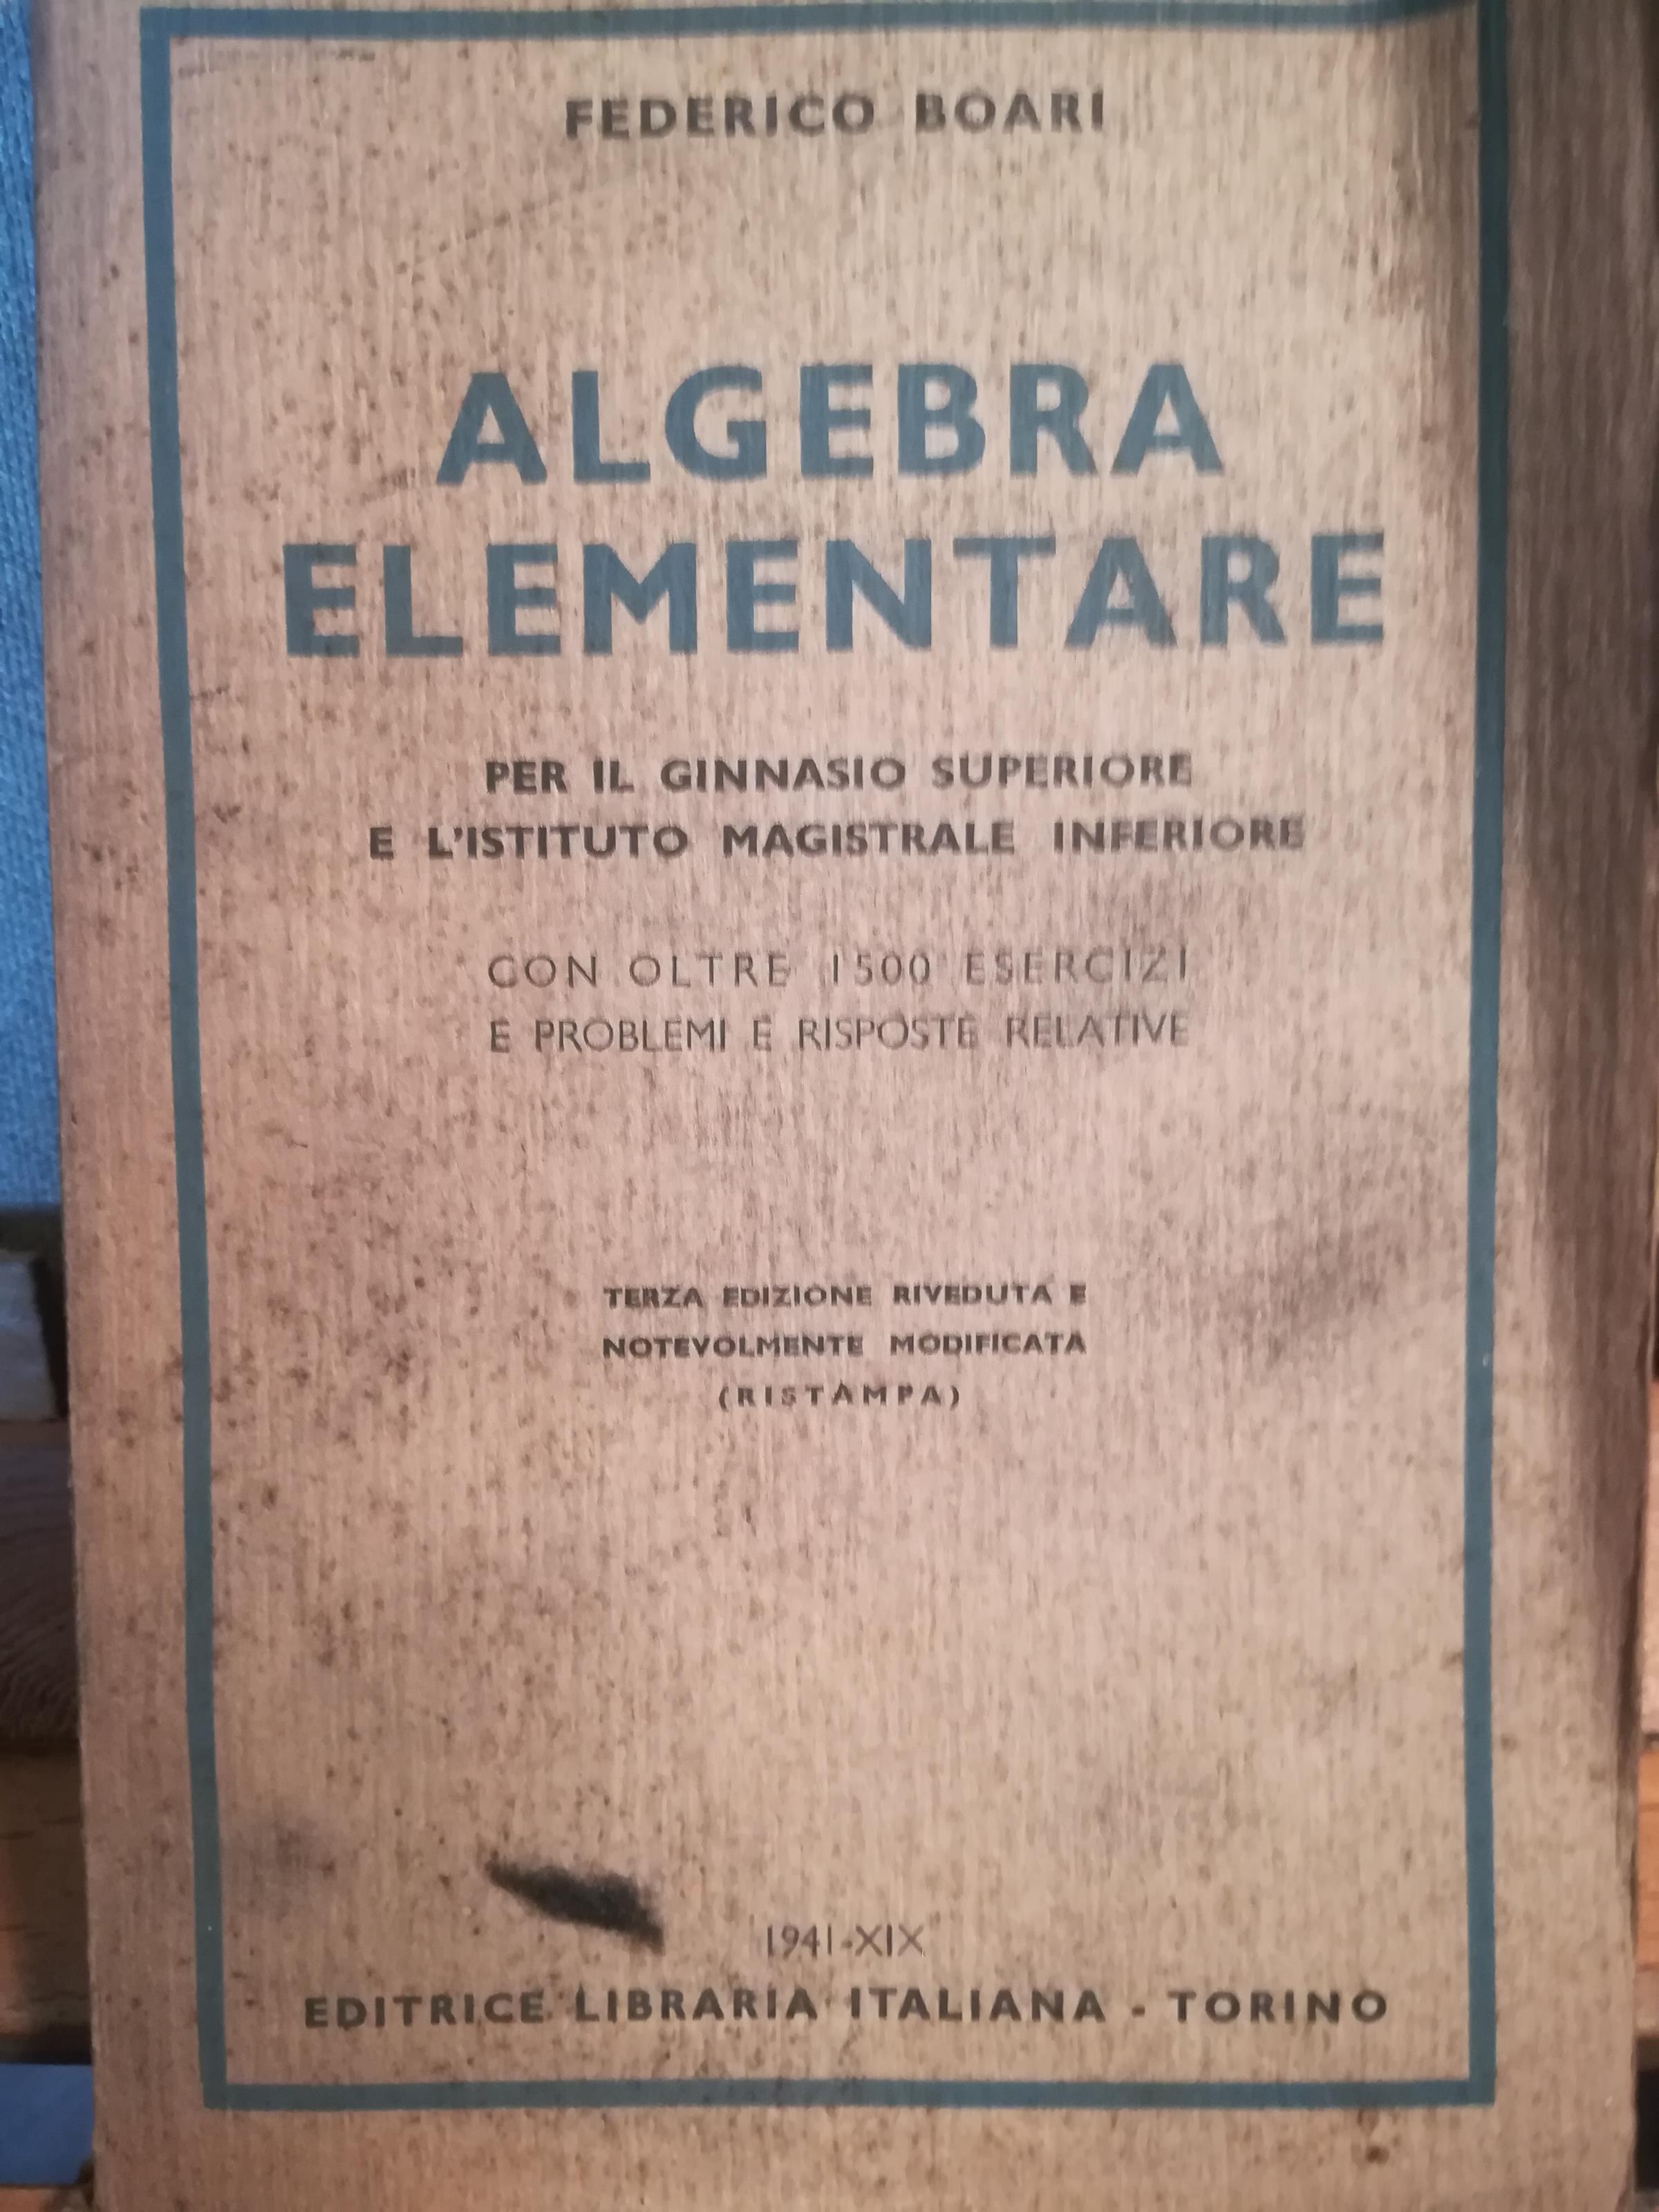 FEDERICO BOARI
ALGEBRA
ELEMENTARE
PER IL GINNASIO SUPERIORE
E L'ISTITUTO MAGISTRALE INFERIORE
CON OLTRE 1500 ESERCIZI
E PROBLEMI E RISPOSTE RELATIVE
TERZA EDIZIONE RIVEDUTA E
NOTEVOLMENTE MODIFICATA
(RISTAMPA)
1941-XIX
EDITRICE LIBRARIA ITALIANA - TORINO